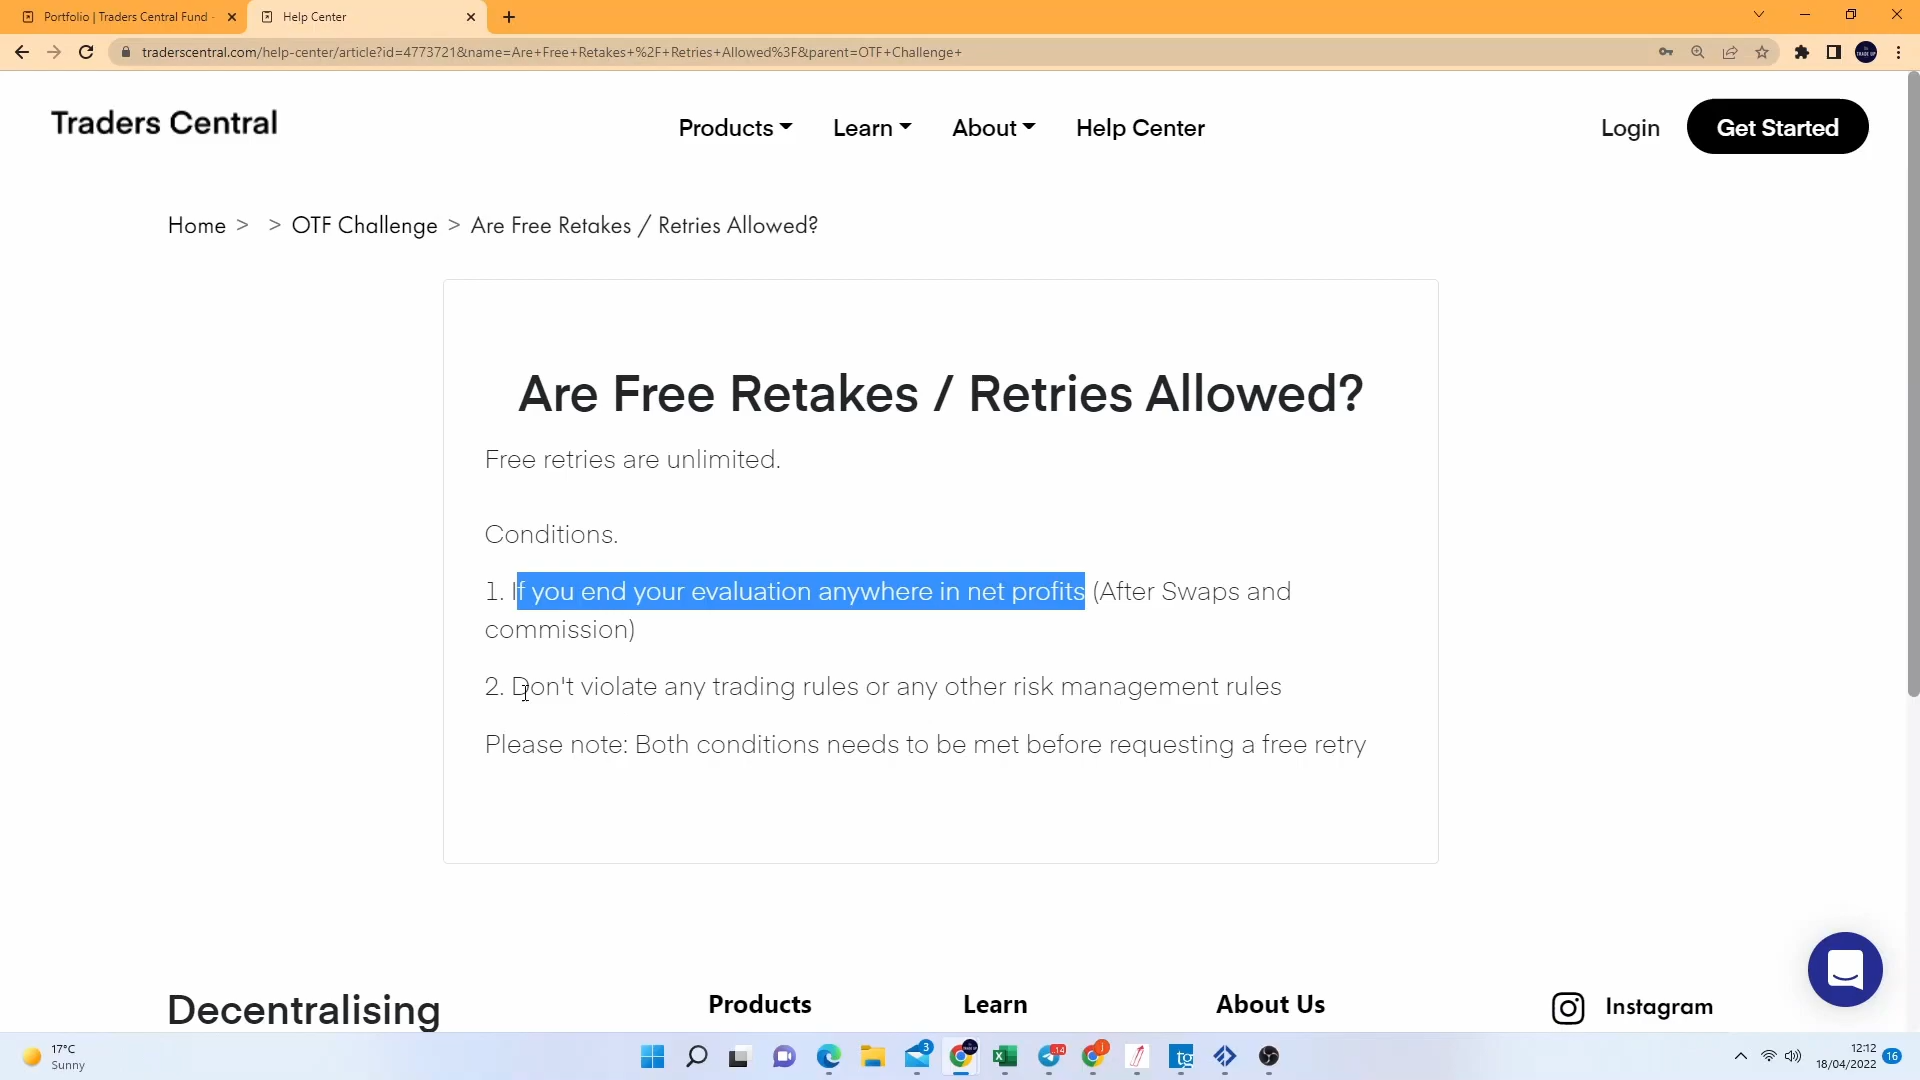 Portfolio | Traders Central Fund -
Help Center
traderscentral.com/help-center/article?id=4773721&name=Are+Free+Retakes+%2F+Retries+Allowed%3F&parent=OTF+Challenge+
Traders Central
Products
Learn
About
Help Center
Login
Get Started
Home > > OTF Challenge > Are Free Retakes / Retries Allowed?
Are Free Retakes / Retries Allowed?
Free retries are unlimited.
Conditions.
1. If you end your evaluation anywhere in net profits (After Swaps and
commission)
2. Don't violate any trading rules or any other risk management rules
Please note: Both conditions needs to be met before requesting a free retry
Decentralising
Products
Learn
About Us
Instagram
17°C
Sunny
3
14
tg
12:12
18/04/2022
16